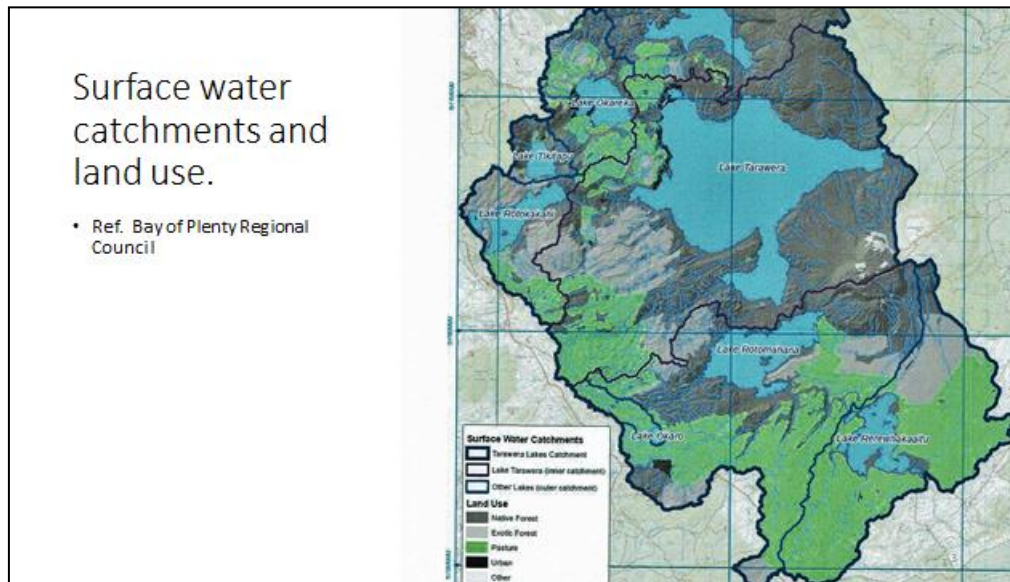 Surface water
catchments and
land use.
• Ref. Bay of Plenty Regional
Council
Lake Okareka
Lake Tarawera
Lake Tikitapu
Lake Rotokakahi
Lake Rotomahana
Lake Okaro
Lake Rerewhakaaitu
Surface Water Catchments
Tarawera Lakes Catchment
Lake Tarawera (inner catchment)
Other Lakes (outer catchment)
Land Use
Native Forest
Exotic Forest
Pasture
Urban
Other